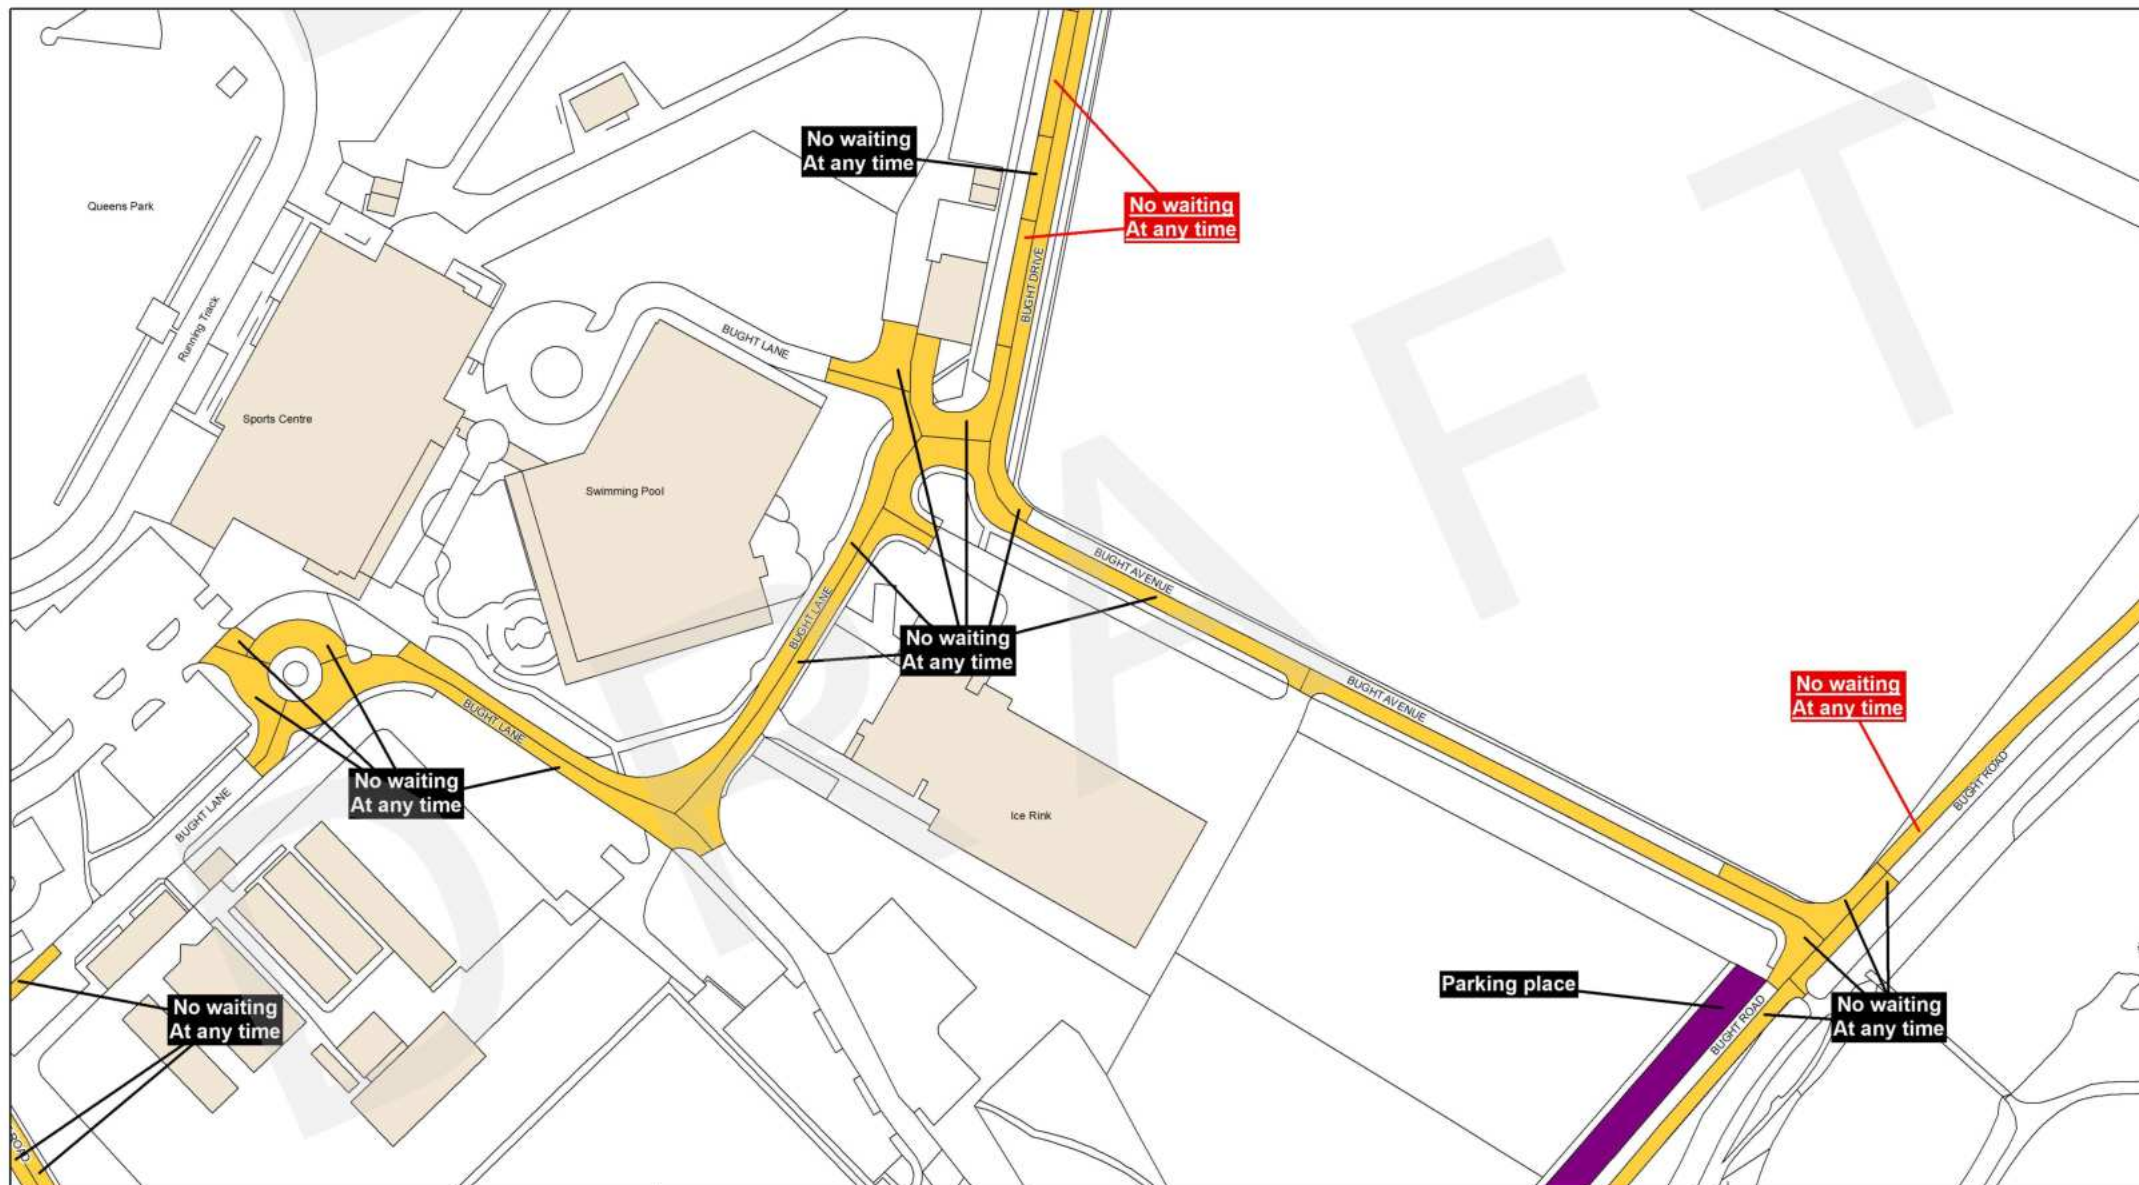 No waiting
At any time
No waiting
At any time
Queens Park
BUGHT DRIVE
Running Track
BUGHT LANE
Sports Centre
Swimming Pool
BUGHT AVENUE
BUGHT LANE
No waiting
At any time
BUGHT AVENUE
No waiting
At any time
BUGHT LANE
No waiting
At any time
BUGHT ROAD
BUGHT LANE
Ice Rink
Parking place
No waiting
At any time
BUGHT ROAD
No waiting
At any time
ROAD
DRAFT